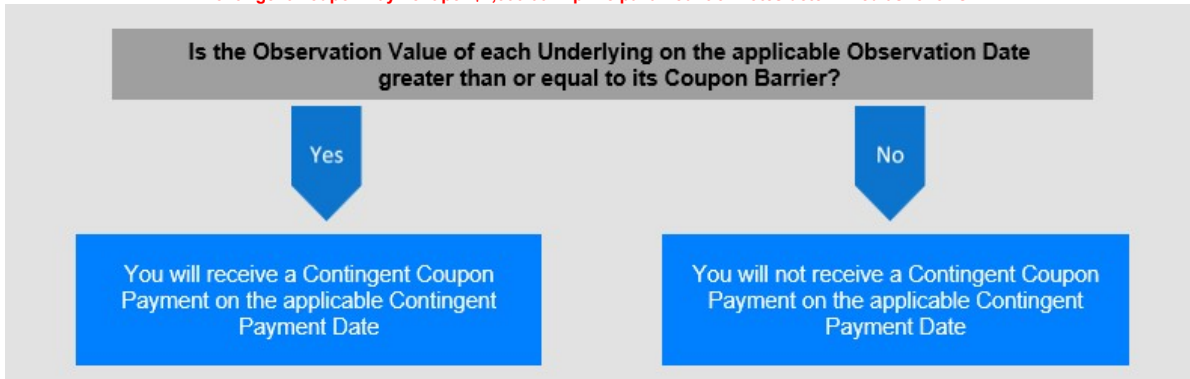 Is the Observation Value of each Underlying on the applicable Observation Date
greater than or equal to its Coupon Barrier?
Yes
No
You will receive a Contingent Coupon
Payment on the applicable Contingent
Payment Date
You will not receive a Contingent Coupon
Payment on the applicable Contingent
Payment Date